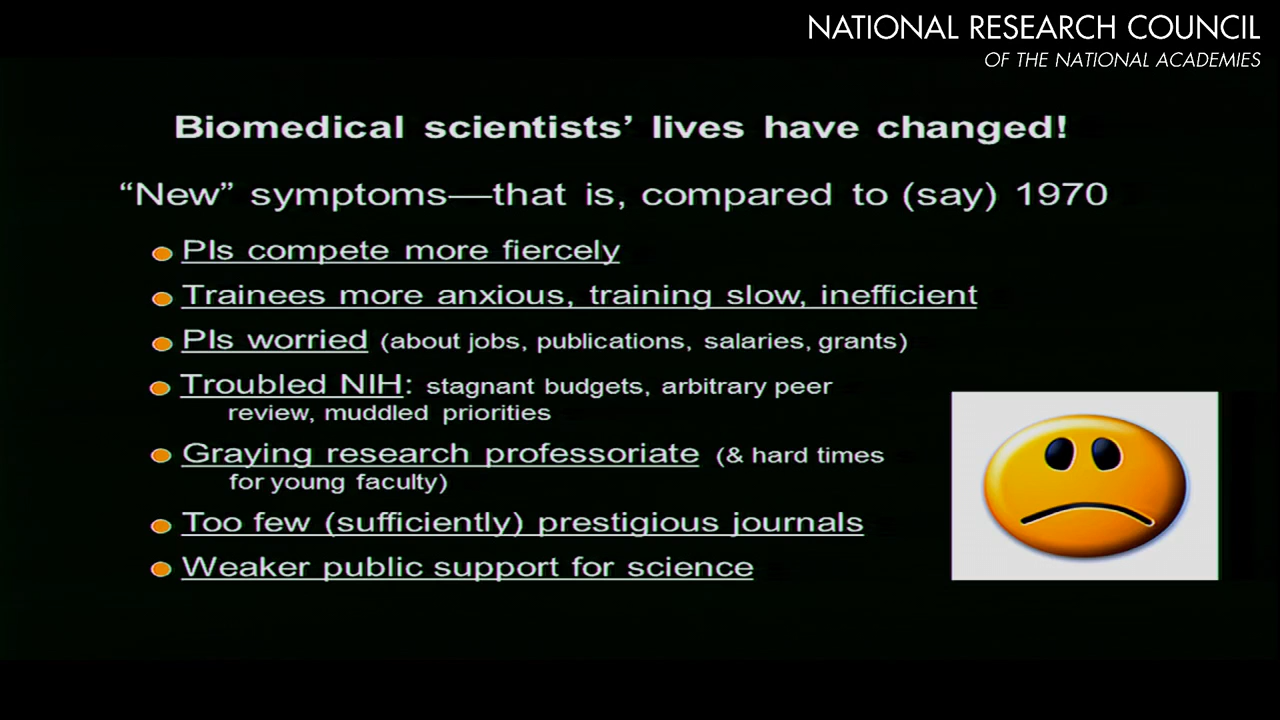 NATIONAL RESEARCH COUNCIL
OF THE NATIONAL ACADEMIES
Biomedical scientists’ lives have changed!
“New” symptoms—that is, compared to (say) 1970
PIs compete more fiercely
Trainees more anxious, training slow, inefficient
PIs worried (about jobs, publications, salaries, grants)
Troubled NIH: stagnant budgets, arbitrary peer
review, muddled priorities
Graying research professoriate (& hard times
for young faculty)
Too few (sufficiently) prestigious journals
Weaker public support for science